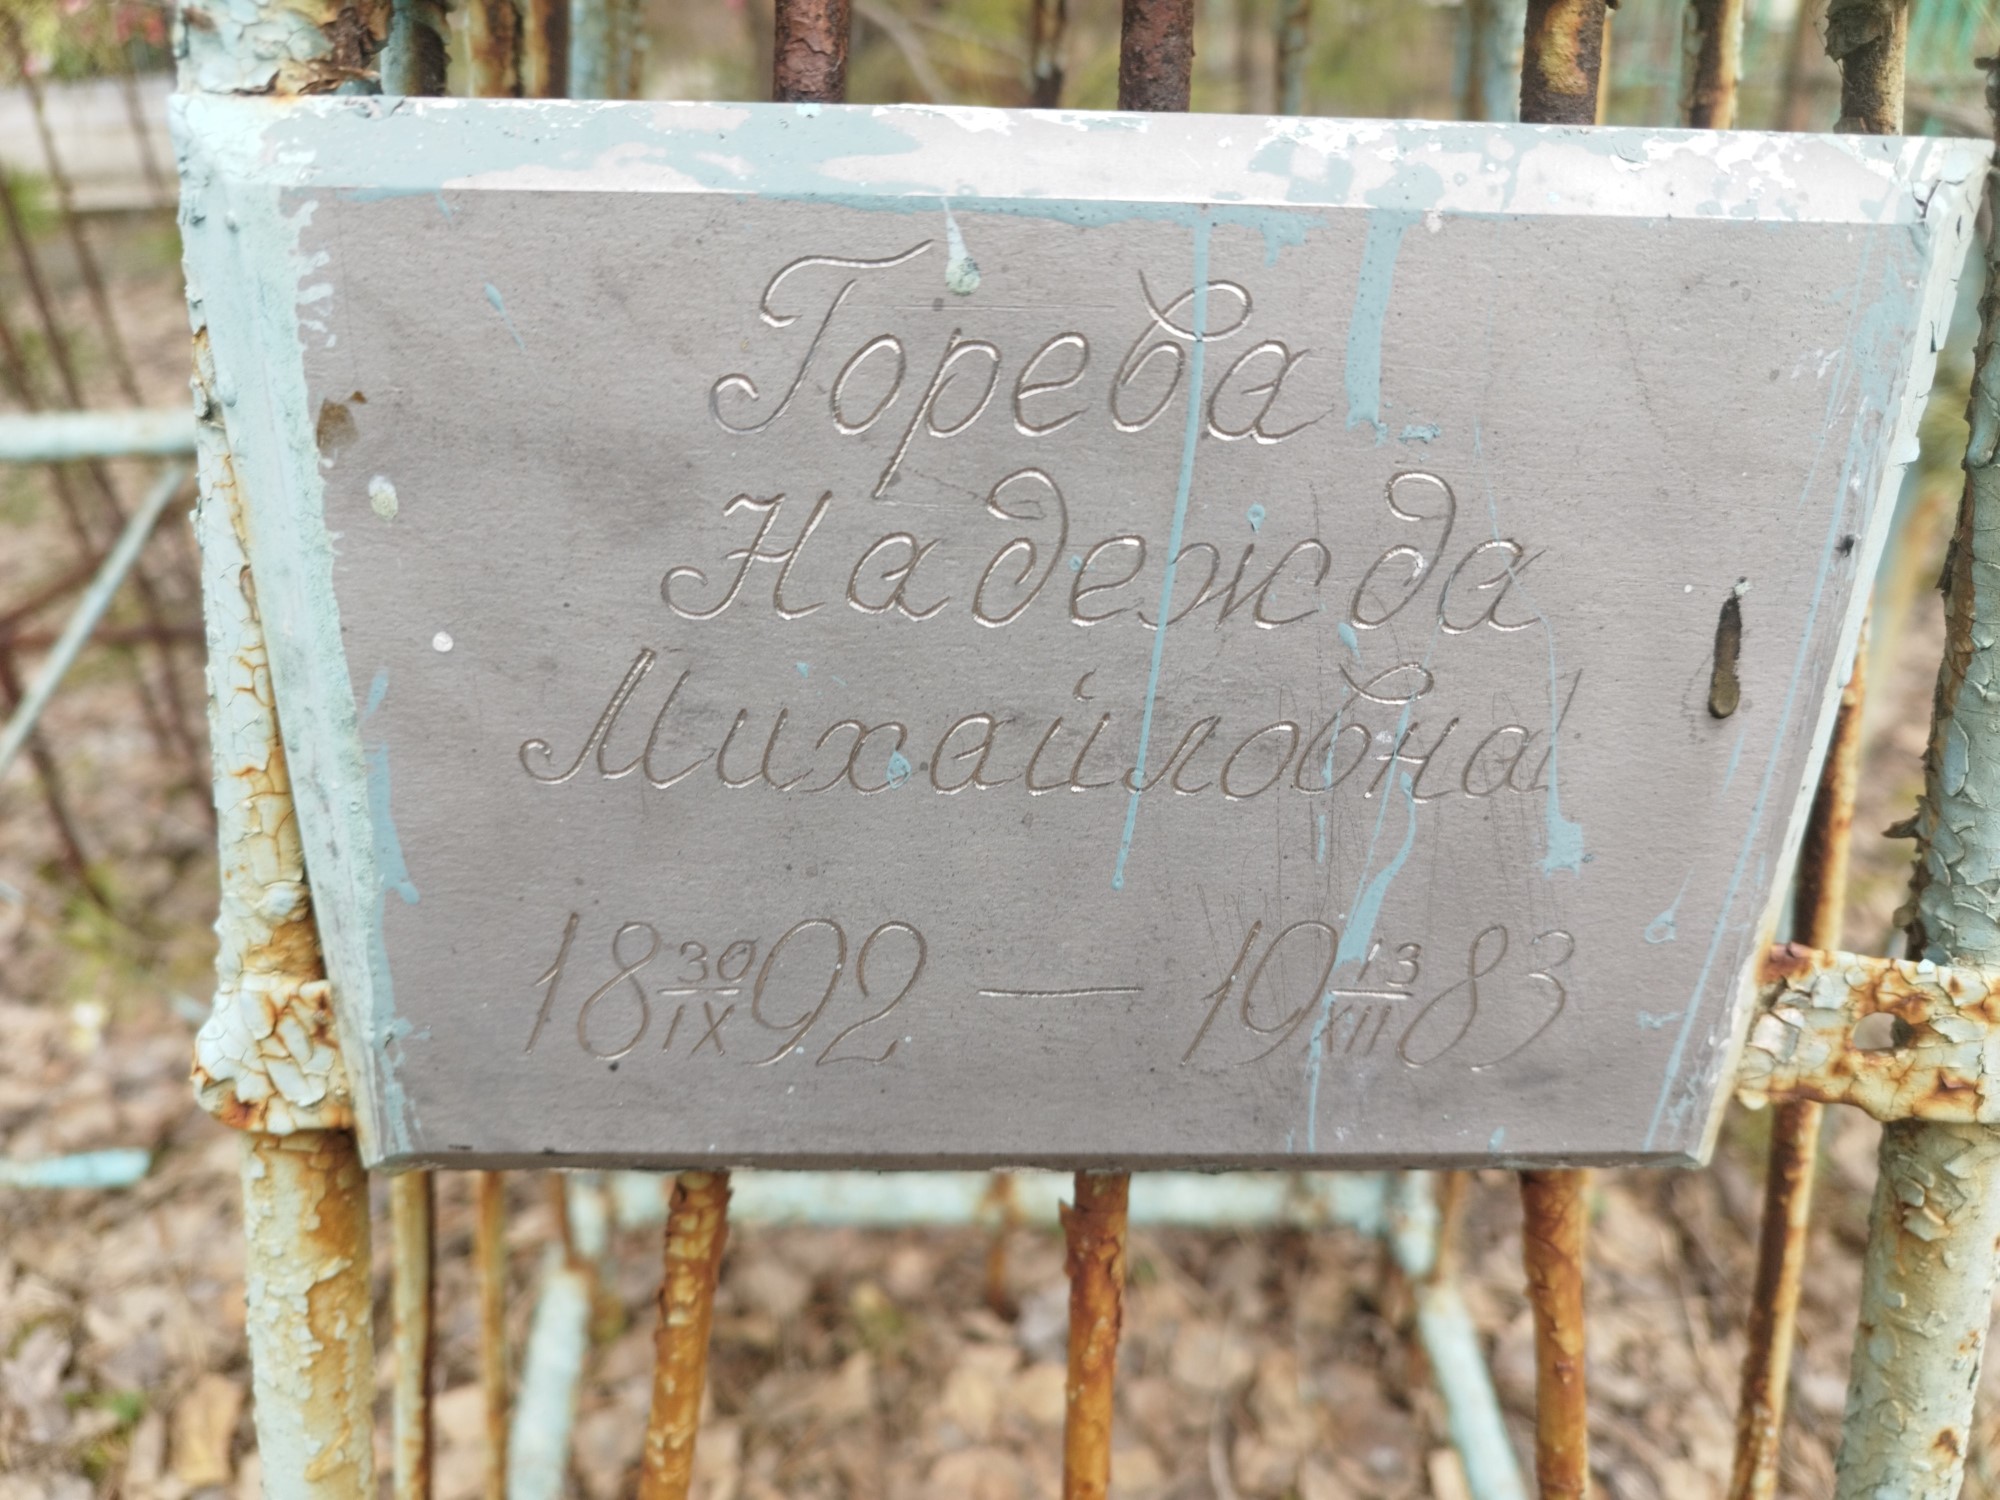 Горева
Надежда
Михайловна
18 30/IX 92 — 19 13/XII 83